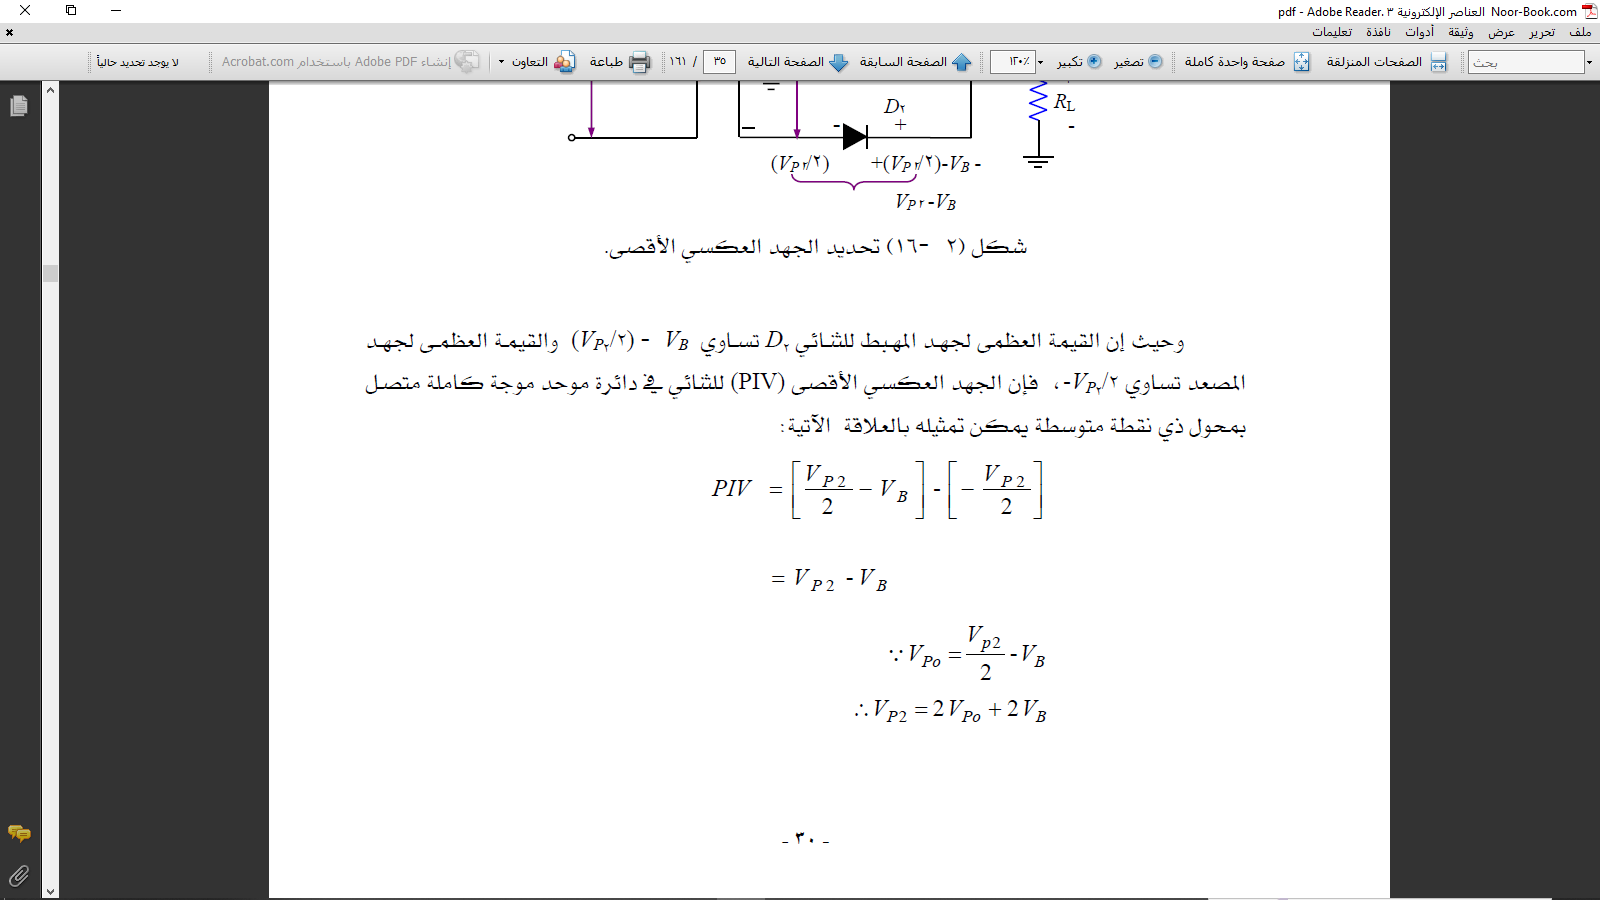 Noor-Book.com العناصر الإلكترونية ٣ .pdf - Adobe Reader
ملف تحرير عرض وثيقة أدوات نافذة تعليمات
بحث الصفحات المنزلقة صفحة واحدة كاملة تصغير تكبير ١٢٠٪ الصفحة السابقة الصفحة التالية ٣٥ / ١٦١ طباعة التعاون إنشاء Adobe PDF باستخدام Acrobat.com لا يوجد تحديد حالياً
D٢
RL
- - + -
(VP٢/٢) +(VP٢/٢)-VB -
VP٢ -VB
شكل (٢ -١٦) تحديد الجهد العكسي الأقصى.
وحيث إن القيمة العظمى لجهد المهبط للثنائي D٢ تساوي (VP٢/٢) - VB والقيمة العظمى لجهد
المصعد تساوي -VP٢/٢، فإن الجهد العكسي الأقصى (PIV) للثنائي في دائرة موحد موجة كاملة متصل
بمحول ذي نقطة متوسطة يمكن تمثيله بالعلاقة الآتية:
PIV = [VP2/2 − VB] - [− VP2/2]
= VP2 - VB
∵ VPo = Vp2/2 - VB
∴ VP2 = 2VPo + 2VB
- ٣٠ -